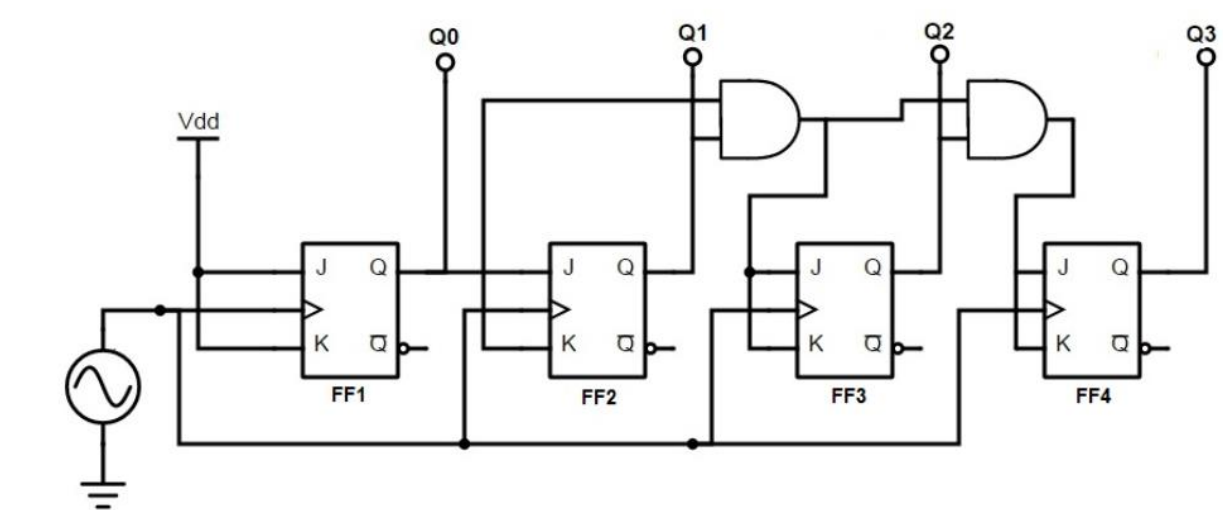 Q0
Q1
Q2
Q3
Vdd
J Q
K Q̅
FF1
J Q
K Q̅
FF2
J Q
K Q̅
FF3
J Q
K Q̅
FF4